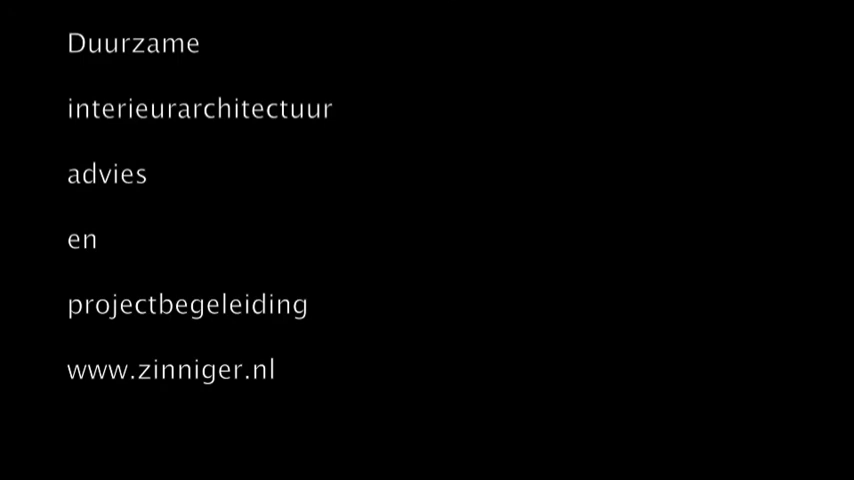 Duurzame
interieurarchitectuur
advies
en
projectbegeleiding
www.zinniger.nl